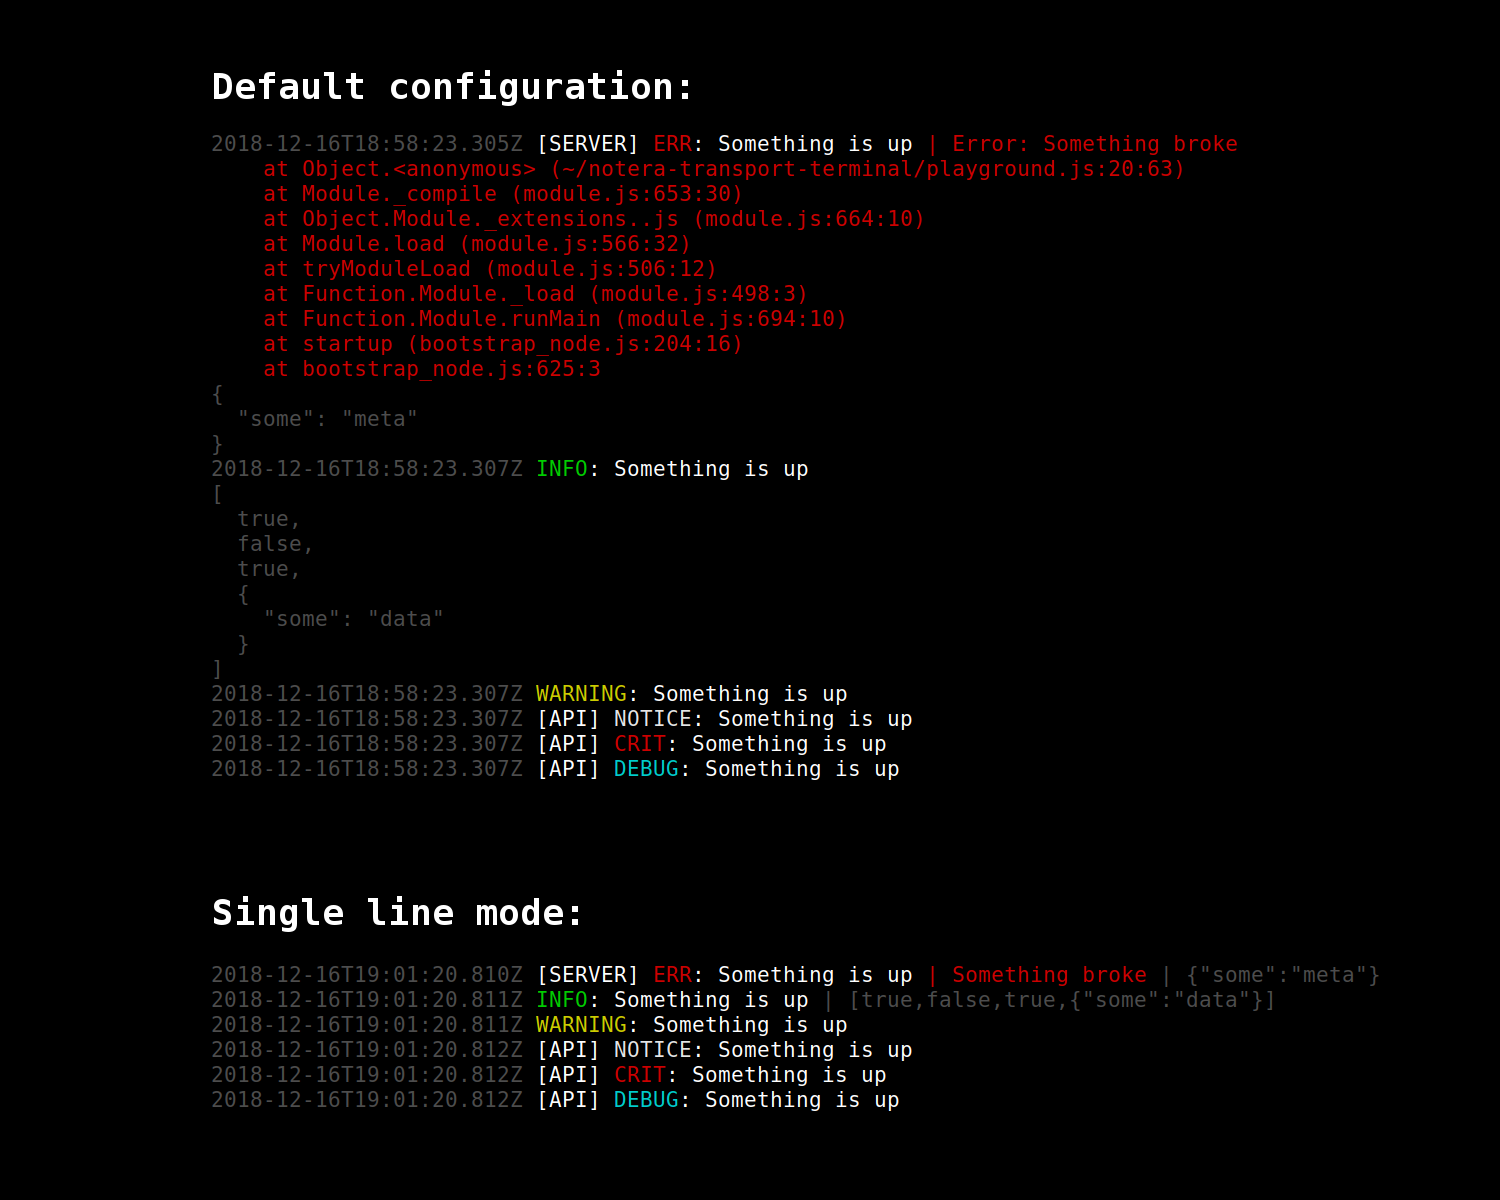 Default configuration:
2018-12-16T18:58:23.305Z [SERVER] ERR: Something is up | Error: Something broke
    at Object.<anonymous> (~/notera-transport-terminal/playground.js:20:63)
    at Module._compile (module.js:653:30)
    at Object.Module._extensions..js (module.js:664:10)
    at Module.load (module.js:566:32)
    at tryModuleLoad (module.js:506:12)
    at Function.Module._load (module.js:498:3)
    at Function.Module.runMain (module.js:694:10)
    at startup (bootstrap_node.js:204:16)
    at bootstrap_node.js:625:3
{
  "some": "meta"
}
2018-12-16T18:58:23.307Z INFO: Something is up
[
  true,
  false,
  true,
  {
    "some": "data"
  }
]
2018-12-16T18:58:23.307Z WARNING: Something is up
2018-12-16T18:58:23.307Z [API] NOTICE: Something is up
2018-12-16T18:58:23.307Z [API] CRIT: Something is up
2018-12-16T18:58:23.307Z [API] DEBUG: Something is up
Single line mode:
2018-12-16T19:01:20.810Z [SERVER] ERR: Something is up | Something broke | {"some":"meta"}
2018-12-16T19:01:20.811Z INFO: Something is up | [true,false,true,{"some":"data"}]
2018-12-16T19:01:20.811Z WARNING: Something is up
2018-12-16T19:01:20.812Z [API] NOTICE: Something is up
2018-12-16T19:01:20.812Z [API] CRIT: Something is up
2018-12-16T19:01:20.812Z [API] DEBUG: Something is up